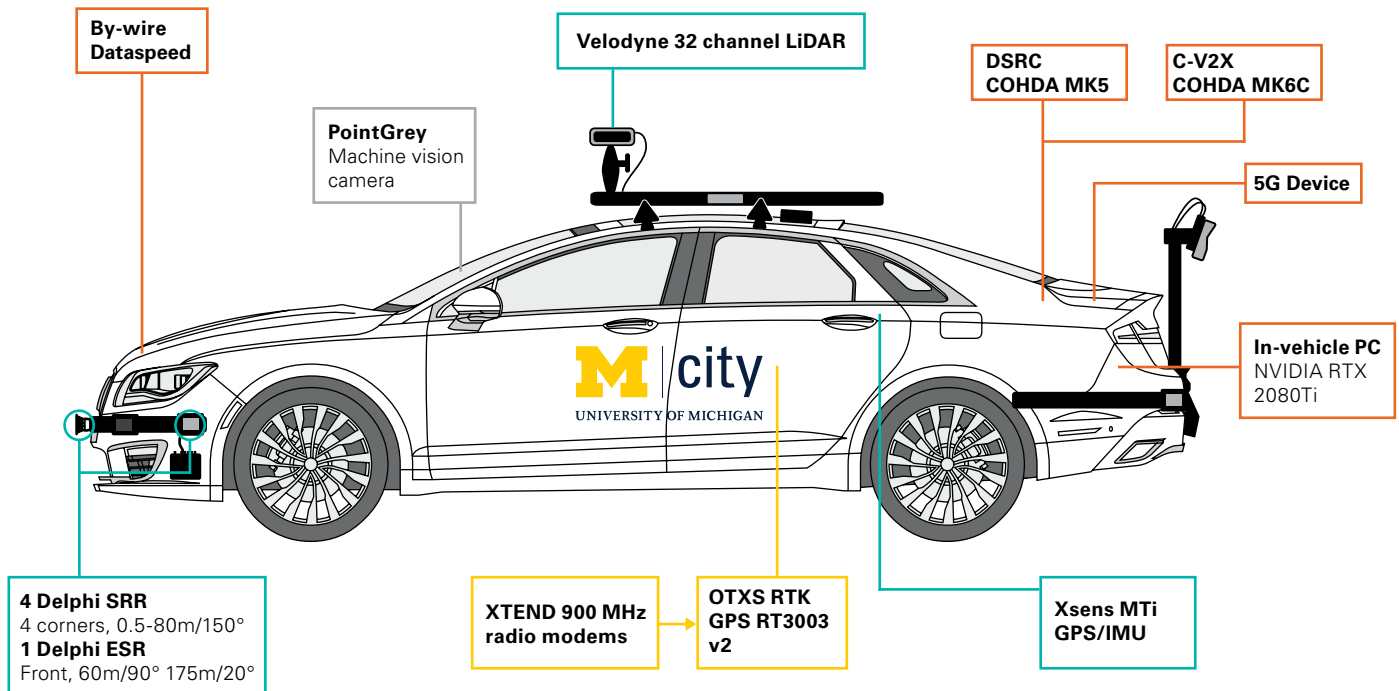 By-wire
Dataspeed
Velodyne 32 channel LiDAR
DSRC
COHDA MK5
C-V2X
COHDA MK6C
PointGrey
Machine vision
camera
5G Device
In-vehicle PC
NVIDIA RTX
2080Ti
M city
UNIVERSITY OF MICHIGAN
4 Delphi SRR
4 corners, 0.5-80m/150°
1 Delphi ESR
Front, 60m/90° 175m/20°
XTEND 900 MHz
radio modems
OTXS RTK
GPS RT3003
v2
Xsens MTi
GPS/IMU